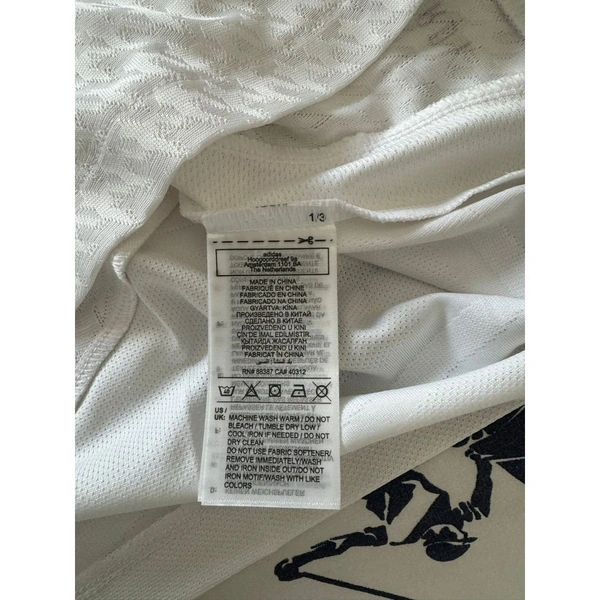 1/3
adidas
Hoogoorddreef 9a
Amsterdam 1101 BA
The Netherlands
MADE IN CHINA
FABRIQUÉ EN CHINE
FABRICADO EN CHINA
FABRICADO NA CHINA
GYÁRTVA: KÍNA
ПРОИЗВЕДЕНО В КИТАЙ
СДЕЛАНО В КИТАЕ
PROIZVEDENO U KINI
ÇİN'DE İMAL EDİLMİŞTİR.
ҚЫТАЙДА ЖАСАЛҒАН
PROIZVEDENO U KINI
FABRICAT ÎN CHINA
RN# 88387 CA# 40312
US /
UK:
MACHINE WASH WARM / DO NOT
BLEACH / TUMBLE DRY LOW /
COOL IRON IF NEEDED / DO NOT
DRY CLEAN
DO NOT USE FABRIC SOFTENER/
REMOVE IMMEDIATELY/WASH
AND IRON INSIDE OUT/DO NOT
IRON MOTIF/WASH WITH LIKE
COLORS